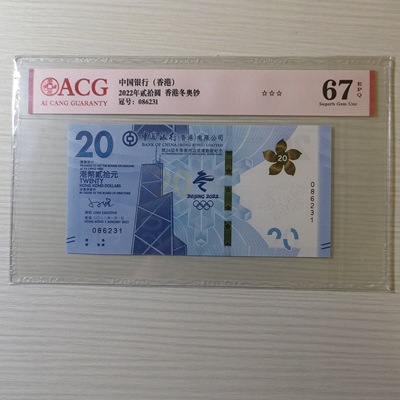 ACG
AI CANG GUARANTY
中国银行（香港）
2022年贰拾圆 香港冬奥钞
冠号：086231
☆☆☆
67 EPQ
Superb Gem Unc
20
中國銀行(香港)有限公司
BANK OF CHINA (HONG KONG) LIMITED
港幣貳拾元
TWENTY
HONG KONG DOLLARS
BEIJING 2022
20
086231
086231
20